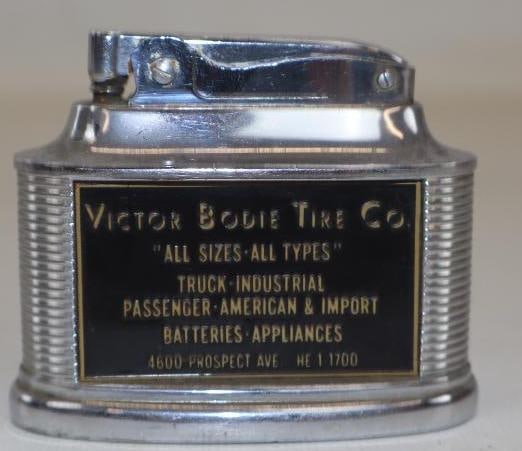 VICTOR BODIE TIRE CO.
"ALL SIZES·ALL TYPES"
TRUCK·INDUSTRIAL
PASSENGER·AMERICAN & IMPORT
BATTERIES·APPLIANCES
4600 PROSPECT AVE. HE 1-1700